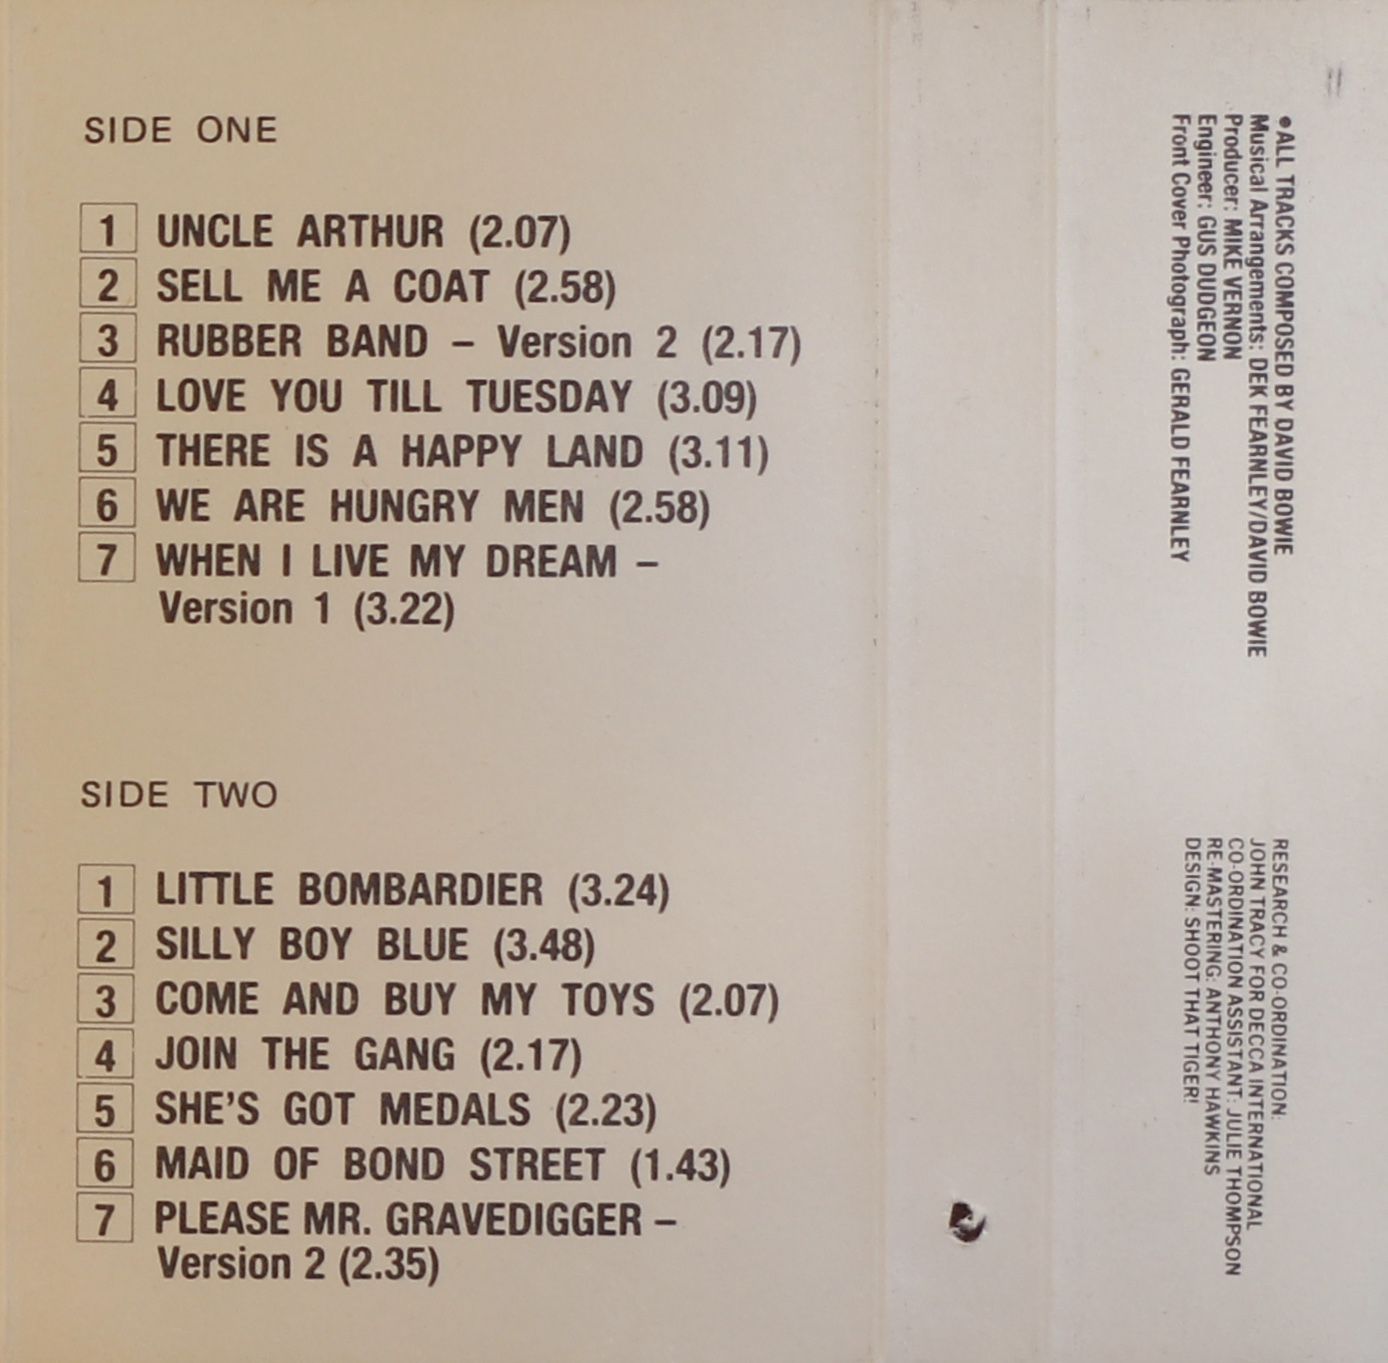 SIDE ONE
1 UNCLE ARTHUR (2.07)
2 SELL ME A COAT (2.58)
3 RUBBER BAND – Version 2 (2.17)
4 LOVE YOU TILL TUESDAY (3.09)
5 THERE IS A HAPPY LAND (3.11)
6 WE ARE HUNGRY MEN (2.58)
7 WHEN I LIVE MY DREAM –
Version 1 (3.22)
SIDE TWO
1 LITTLE BOMBARDIER (3.24)
2 SILLY BOY BLUE (3.48)
3 COME AND BUY MY TOYS (2.07)
4 JOIN THE GANG (2.17)
5 SHE'S GOT MEDALS (2.23)
6 MAID OF BOND STREET (1.43)
7 PLEASE MR. GRAVEDIGGER –
Version 2 (2.35)
•ALL TRACKS COMPOSED BY DAVID BOWIE
Musical Arrangements: DEK FEARNLEY/DAVID BOWIE
Producer: MIKE VERNON
Engineer: GUS DUDGEON
Front Cover Photograph: GERALD FEARNLEY
RESEARCH & CO-ORDINATION:
JOHN TRACY FOR DECCA INTERNATIONAL
CO-ORDINATION ASSISTANT: JULIE THOMPSON
RE-MASTERING: ANTHONY HAWKINS
DESIGN: SHOOT THAT TIGER!